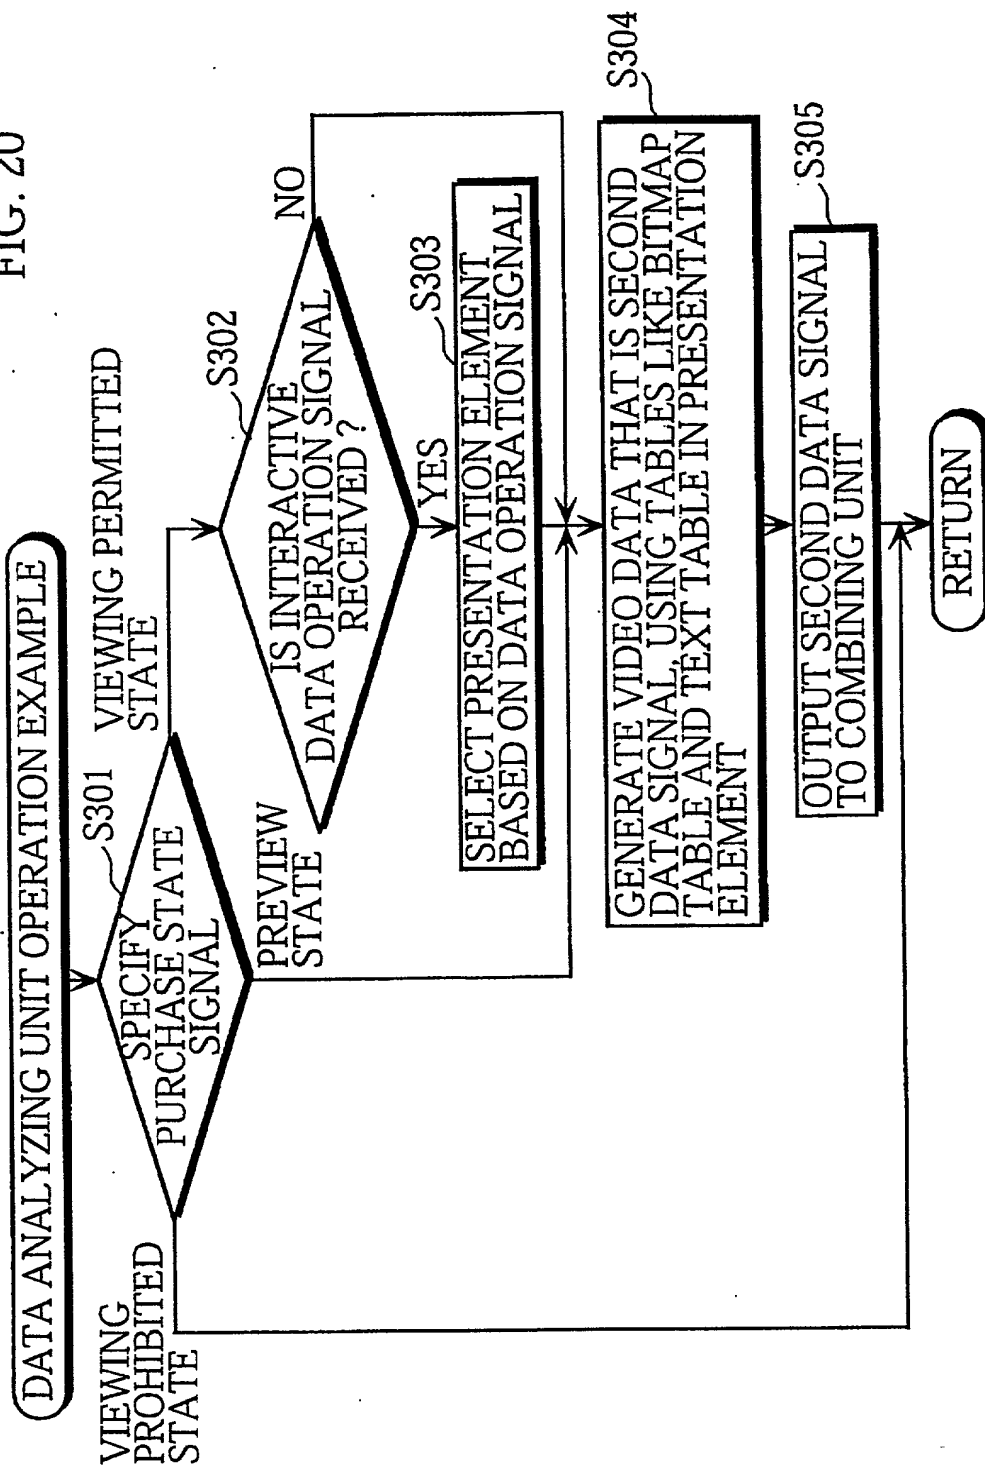 FIG. 20
DATA ANALYZING UNIT OPERATION EXAMPLE
S301
SPECIFY
PURCHASE STATE
SIGNAL
VIEWING
PROHIBITED
STATE
PREVIEW
STATE
VIEWING PERMITTED
STATE
S302
IS INTERACTIVE
DATA OPERATION SIGNAL
RECEIVED ?
NO
YES
S303
SELECT PRESENTATION ELEMENT
BASED ON DATA OPERATION SIGNAL
S304
GENERATE VIDEO DATA THAT IS SECOND
DATA SIGNAL, USING TABLES LIKE BITMAP
TABLE AND TEXT TABLE IN PRESENTATION
ELEMENT
S305
OUTPUT SECOND DATA SIGNAL
TO COMBINING UNIT
RETURN